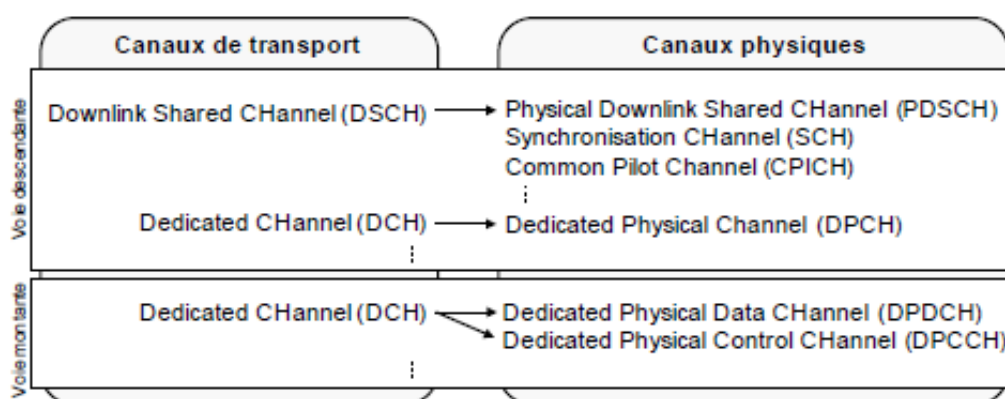 Canaux de transport
Canaux physiques
Voie descendante
Downlink Shared CHannel (DSCH)
Physical Downlink Shared CHannel (PDSCH)
Synchronisation CHannel (SCH)
Common Pilot Channel (CPICH)
Dedicated CHannel (DCH)
Dedicated Physical Channel (DPCH)
Voie montante
Dedicated CHannel (DCH)
Dedicated Physical Data CHannel (DPDCH)
Dedicated Physical Control CHannel (DPCCH)